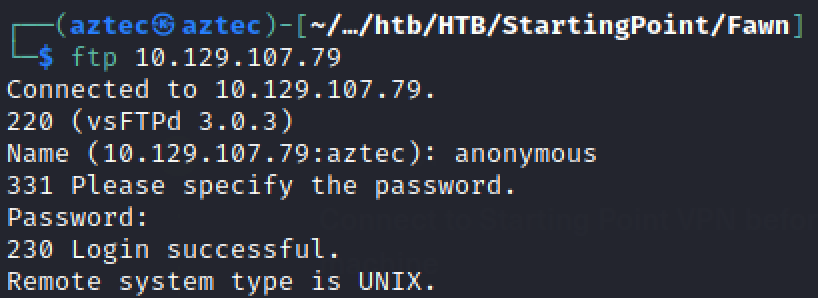 ┌──(aztec㉿aztec)-[~/…/htb/HTB/StartingPoint/Fawn]
└─$ ftp 10.129.107.79
Connected to 10.129.107.79.
220 (vsFTPd 3.0.3)
Name (10.129.107.79:aztec): anonymous
331 Please specify the password.
Password:
230 Login successful.
Remote system type is UNIX.